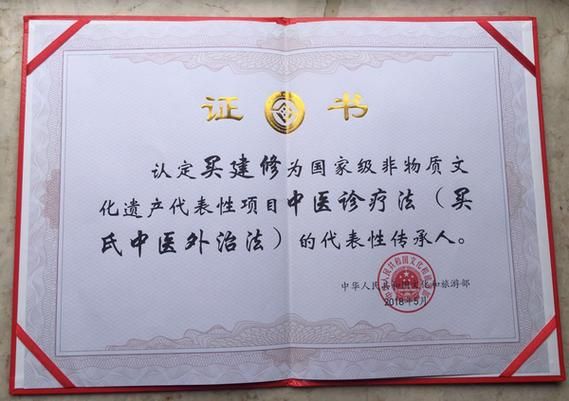 证书
认定买建修为国家级非物质文
化遗产代表性项目中医诊疗法（买
氏中医外治法）的代表性传承人。
中华人民共和国文化和旅游部
2018年5月